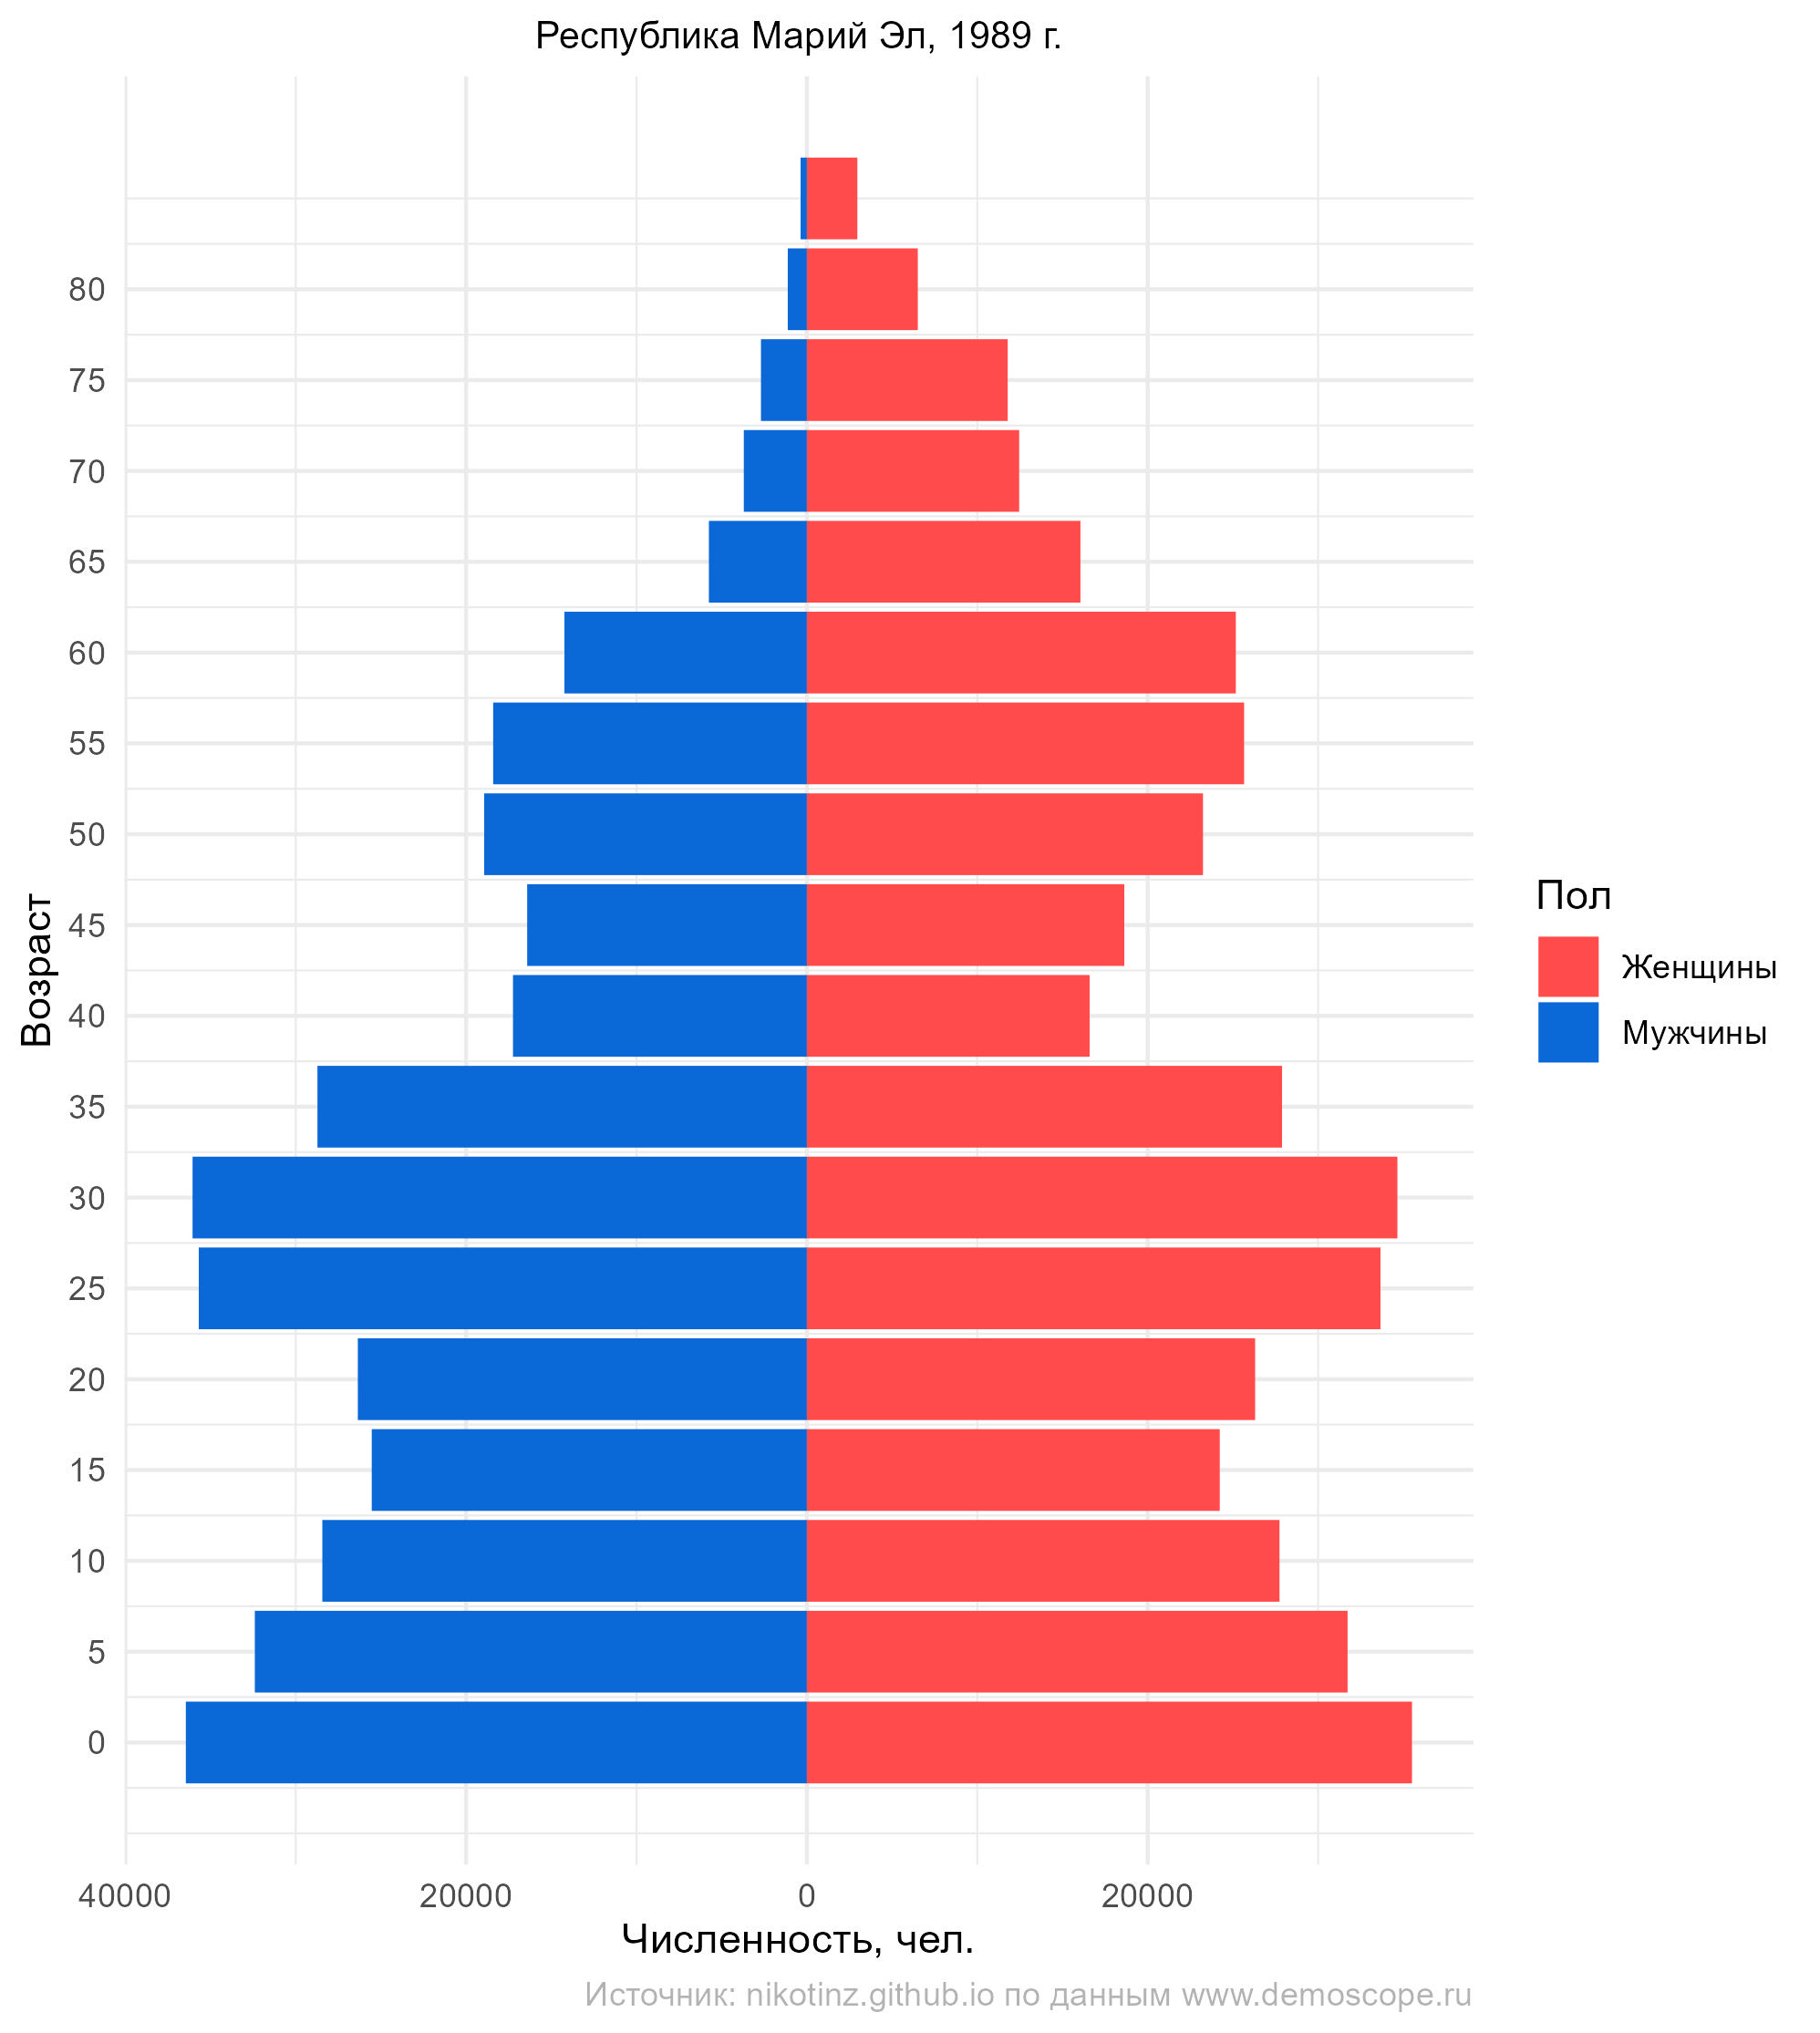 Республика Марий Эл, 1989 г.
80
75
70
65
60
55
50
45
40
35
30
25
20
15
10
5
0
Возраст
40000 20000 0 20000
Численность, чел.
Пол
Женщины
Мужчины
Источник: nikotinz.github.io по данным www.demoscope.ru